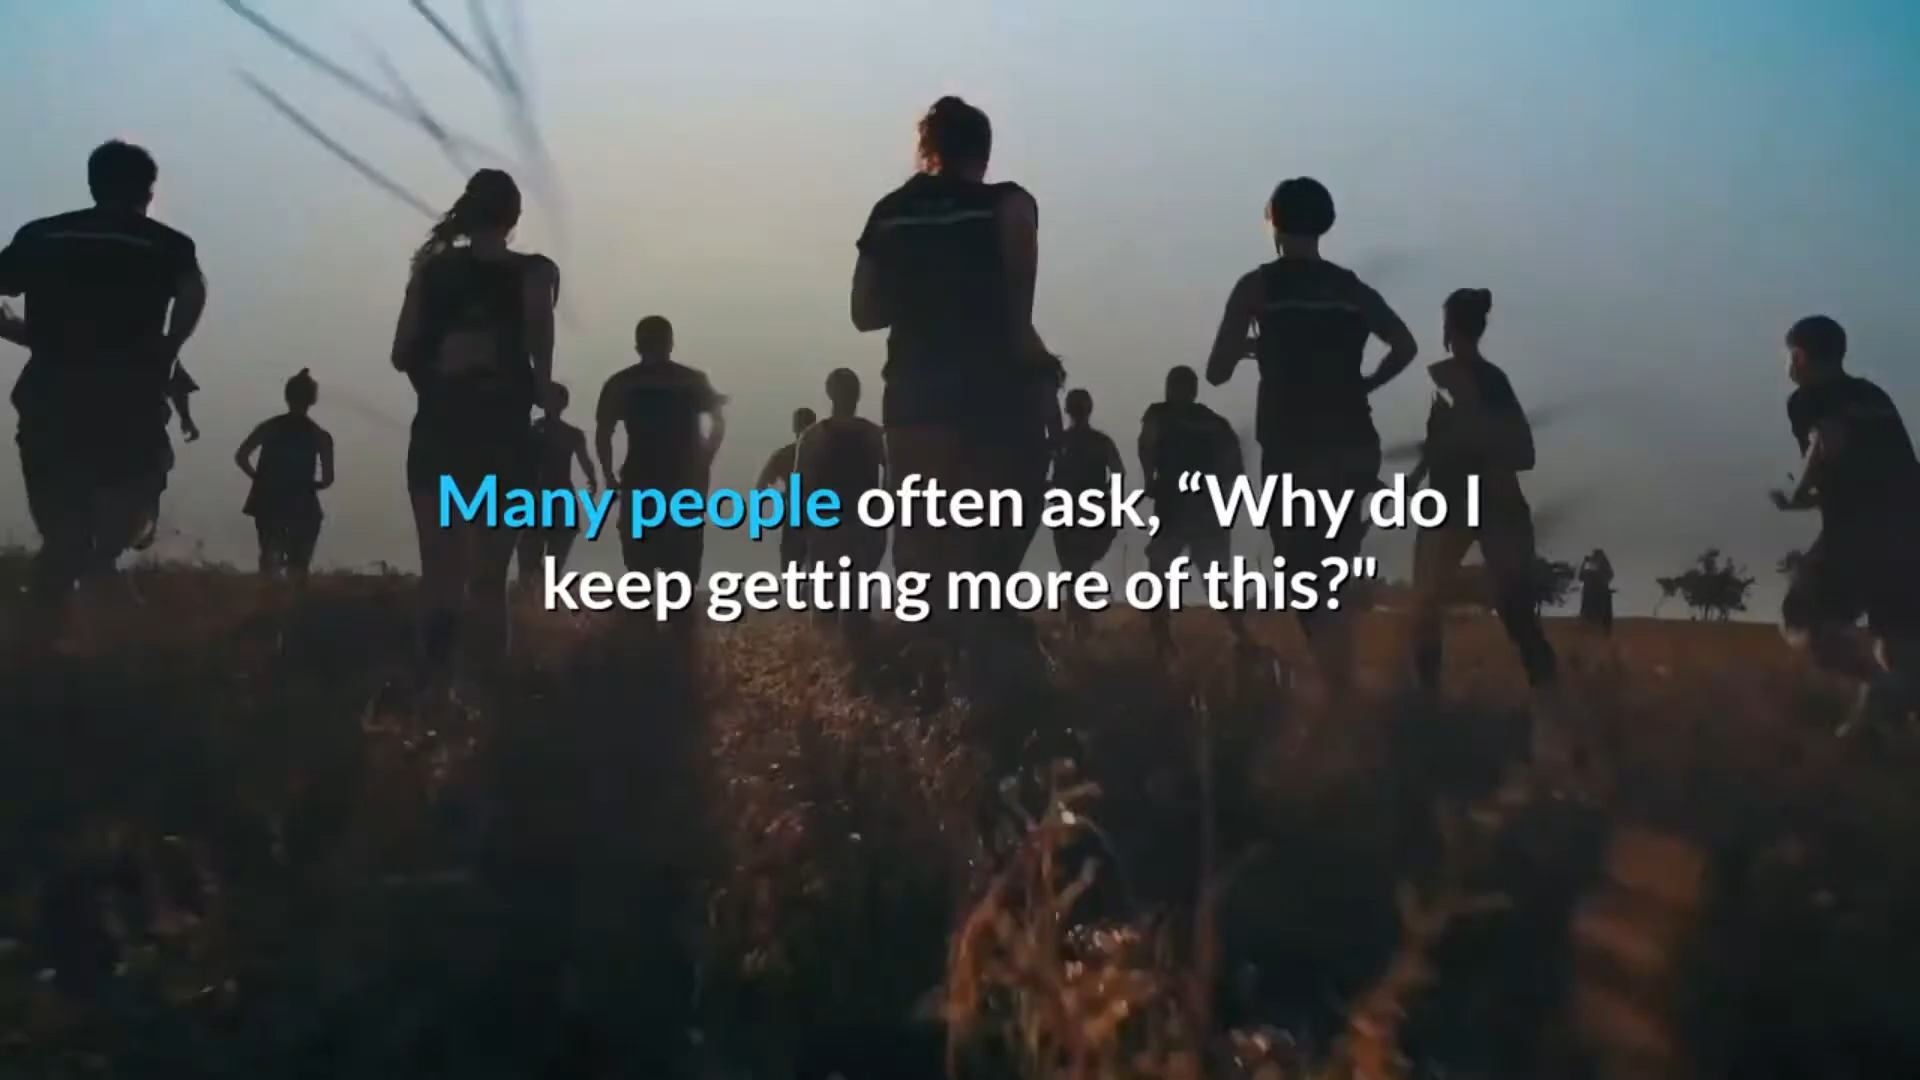 Many people often ask, “Why do I
keep getting more of this?"